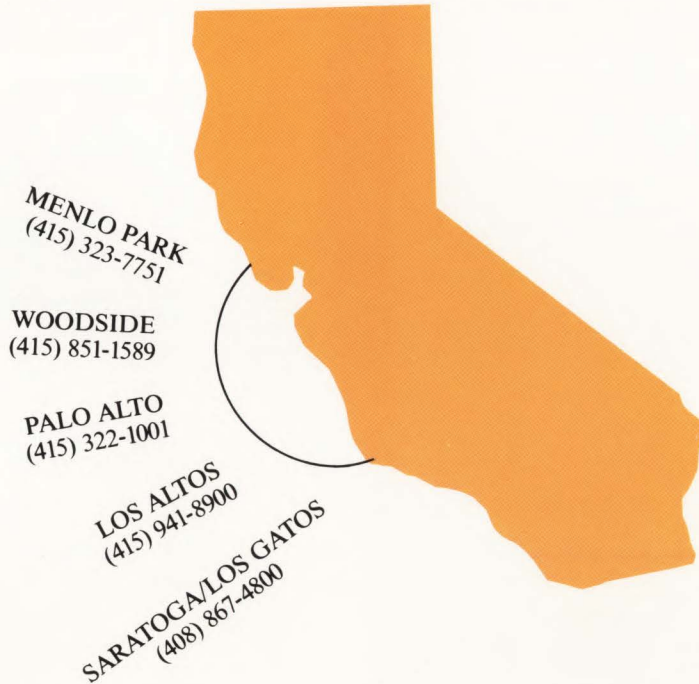 MENLO PARK
(415) 323-7751
WOODSIDE
(415) 851-1589
PALO ALTO
(415) 322-1001
LOS ALTOS
(415) 941-8900
SARATOGA/LOS GATOS
(408) 867-4800